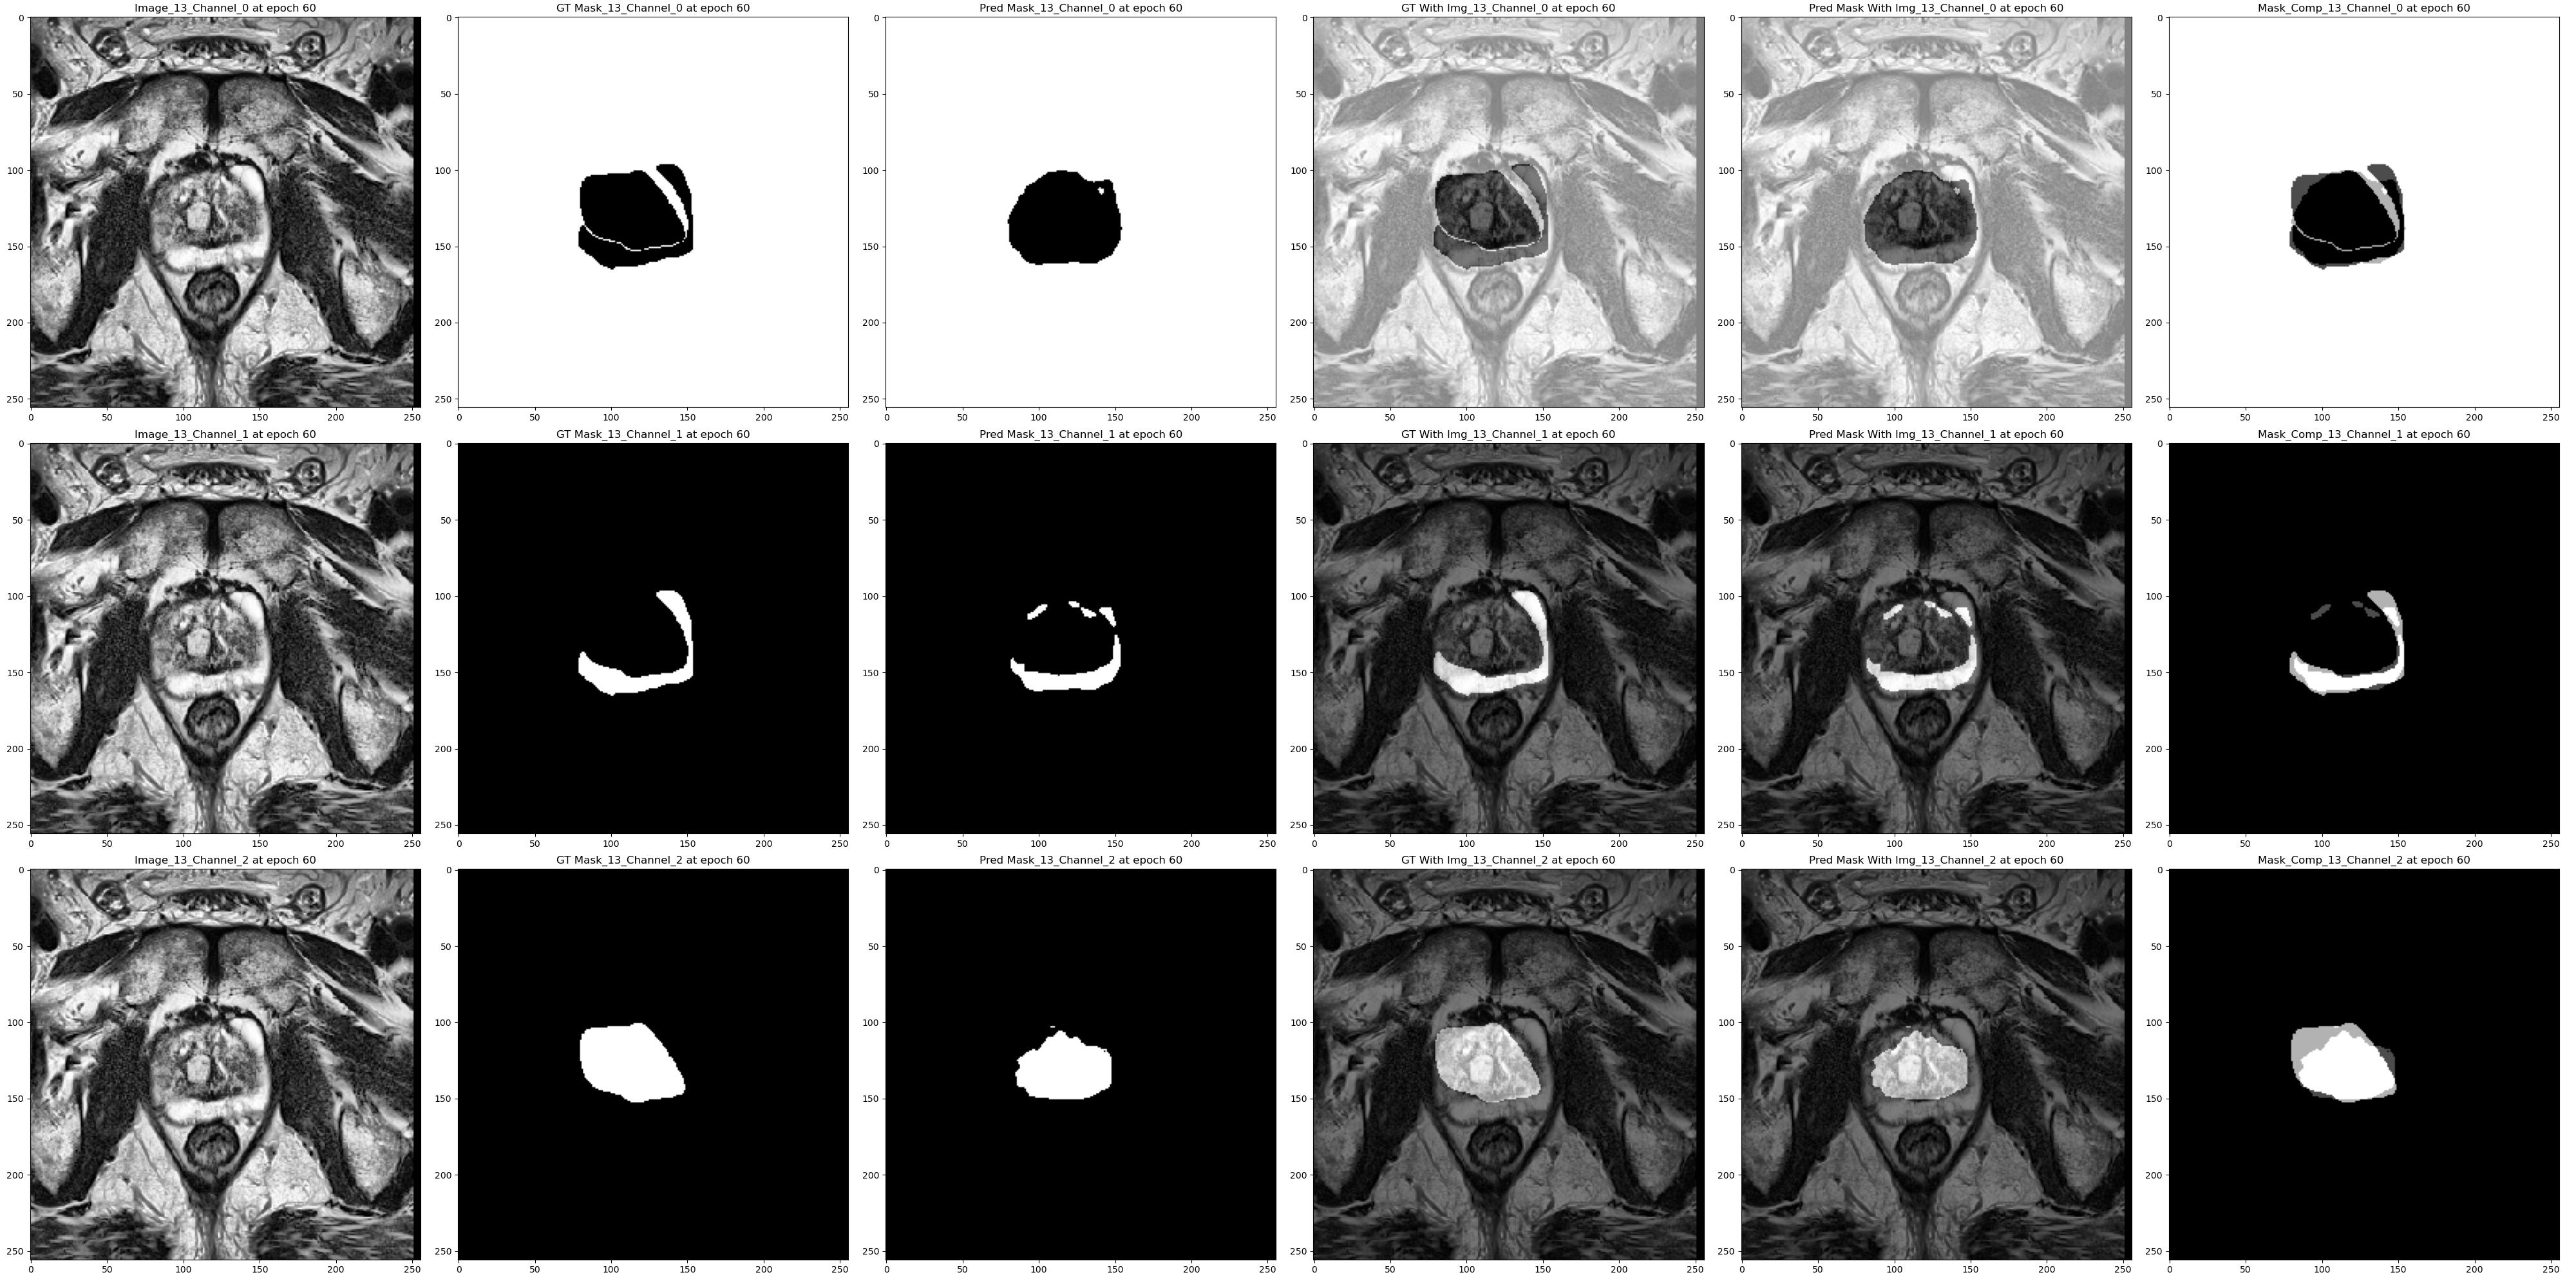 Image_13_Channel_0 at epoch 60
GT Mask_13_Channel_0 at epoch 60
Pred Mask_13_Channel_0 at epoch 60
GT With Img_13_Channel_0 at epoch 60
Pred Mask With Img_13_Channel_0 at epoch 60
Mask_Comp_13_Channel_0 at epoch 60
0 0 0 0 0 0
50 50 50 50 50 50
100 100 100 100 100 100
150 150 150 150 150 150
200 200 200 200 200 200
250 250 250 250 250 250
0 50 100 150 200 250 0 50 100 150 200 250 0 50 100 150 200 250 0 50 100 150 200 250 0 50 100 150 200 250 0 50 100 150 200 250
Image_13_Channel_1 at epoch 60
GT Mask_13_Channel_1 at epoch 60
Pred Mask_13_Channel_1 at epoch 60
GT With Img_13_Channel_1 at epoch 60
Pred Mask With Img_13_Channel_1 at epoch 60
Mask_Comp_13_Channel_1 at epoch 60
0 0 0 0 0 0
50 50 50 50 50 50
100 100 100 100 100 100
150 150 150 150 150 150
200 200 200 200 200 200
250 250 250 250 250 250
0 50 100 150 200 250 0 50 100 150 200 250 0 50 100 150 200 250 0 50 100 150 200 250 0 50 100 150 200 250 0 50 100 150 200 250
Image_13_Channel_2 at epoch 60
GT Mask_13_Channel_2 at epoch 60
Pred Mask_13_Channel_2 at epoch 60
GT With Img_13_Channel_2 at epoch 60
Pred Mask With Img_13_Channel_2 at epoch 60
Mask_Comp_13_Channel_2 at epoch 60
0 0 0 0 0 0
50 50 50 50 50 50
100 100 100 100 100 100
150 150 150 150 150 150
200 200 200 200 200 200
250 250 250 250 250 250
0 50 100 150 200 250 0 50 100 150 200 250 0 50 100 150 200 250 0 50 100 150 200 250 0 50 100 150 200 250 0 50 100 150 200 250